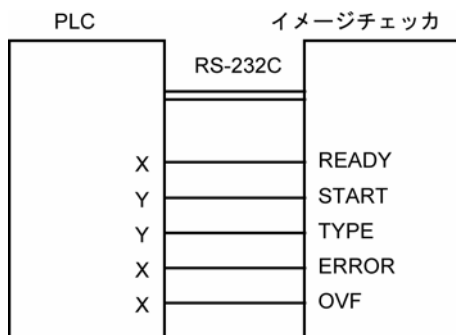 PLC イメージチェッカ
RS-232C
X READY
Y START
Y TYPE
X ERROR
X OVF